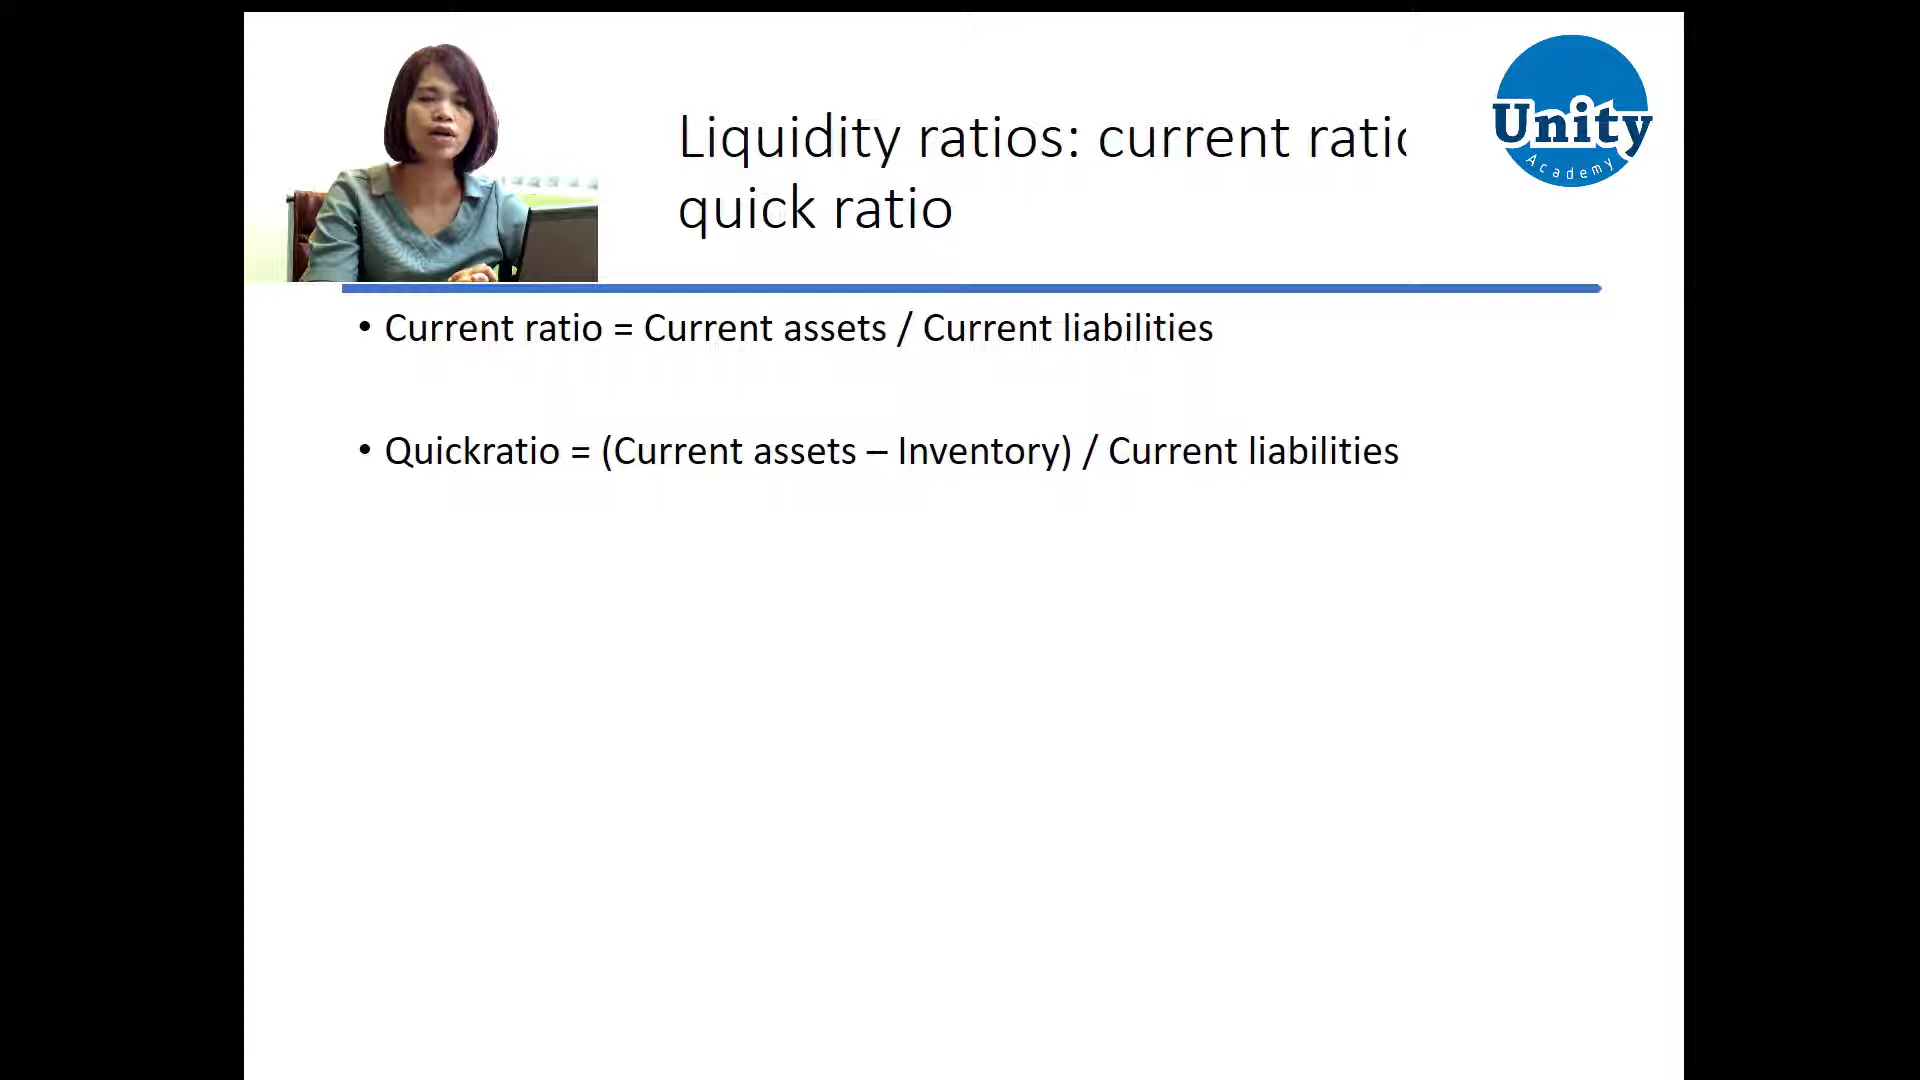 Liquidity ratios: current ratio
quick ratio
Unity
Academy
• Current ratio = Current assets / Current liabilities
• Quickratio = (Current assets – Inventory) / Current liabilities